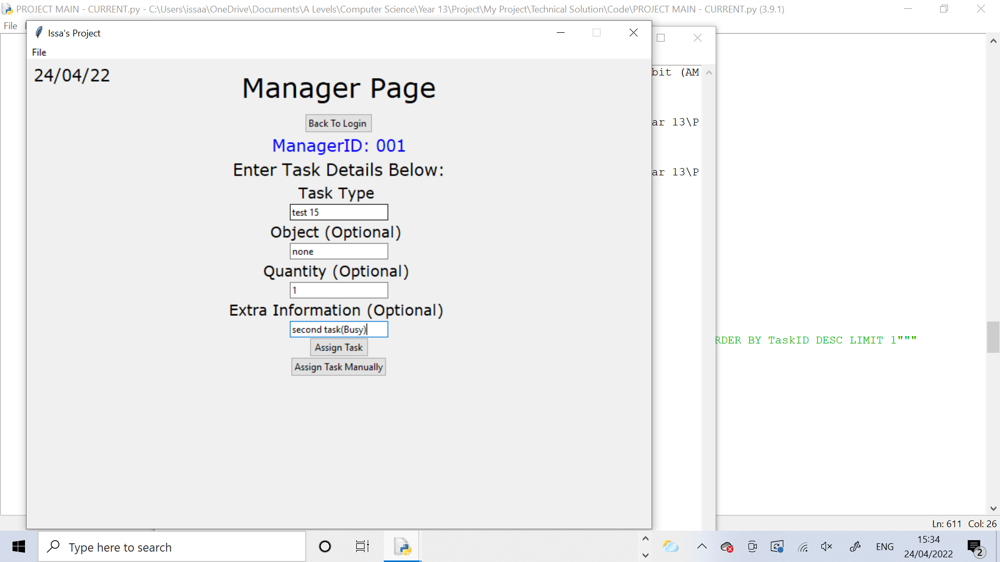 PROJECT MAIN - CURRENT.py - C:\Users\issaa\OneDrive\Documents\A Levels\Computer Science\Year 13\Project\My Project\Technical Solution\Code\PROJECT MAIN - CURRENT.py (3.9.1)
File
Issa's Project
File
24/04/22
Manager Page
Back To Login
ManagerID: 001
Enter Task Details Below:
Task Type
test 15
Object (Optional)
none
Quantity (Optional)
1
Extra Information (Optional)
second task(Busy)
Assign Task
Assign Task Manually
bit (AM
ar 13\P
ar 13\P
RDER BY TaskID DESC LIMIT 1"""
Ln: 611 Col: 26
Type here to search
ENG
15:34
24/04/2022
2